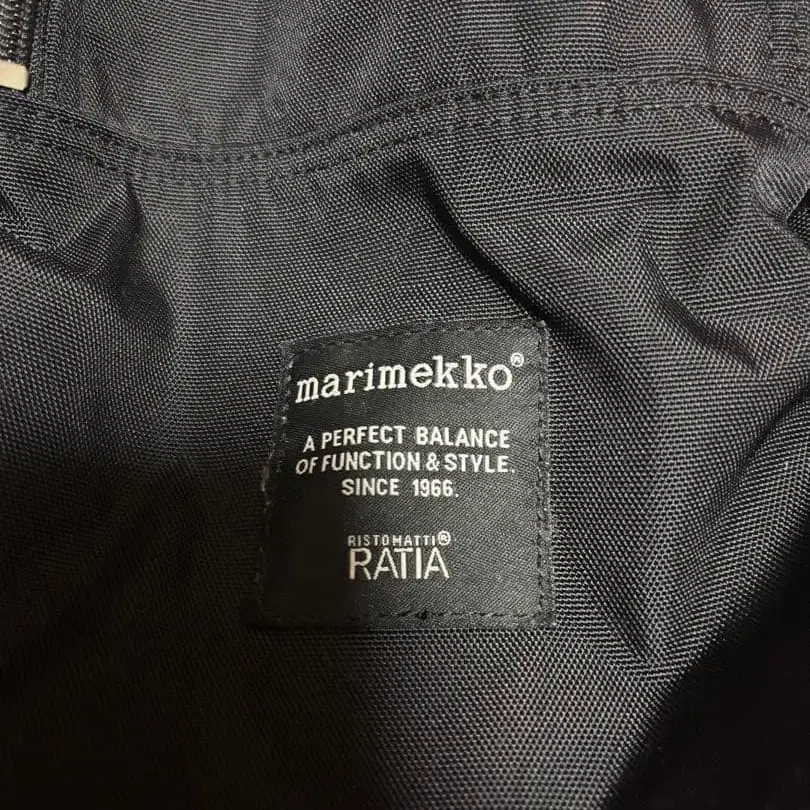 marimekko®
A PERFECT BALANCE
OF FUNCTION & STYLE.
SINCE 1966.
RISTOMATTI®
RATIA